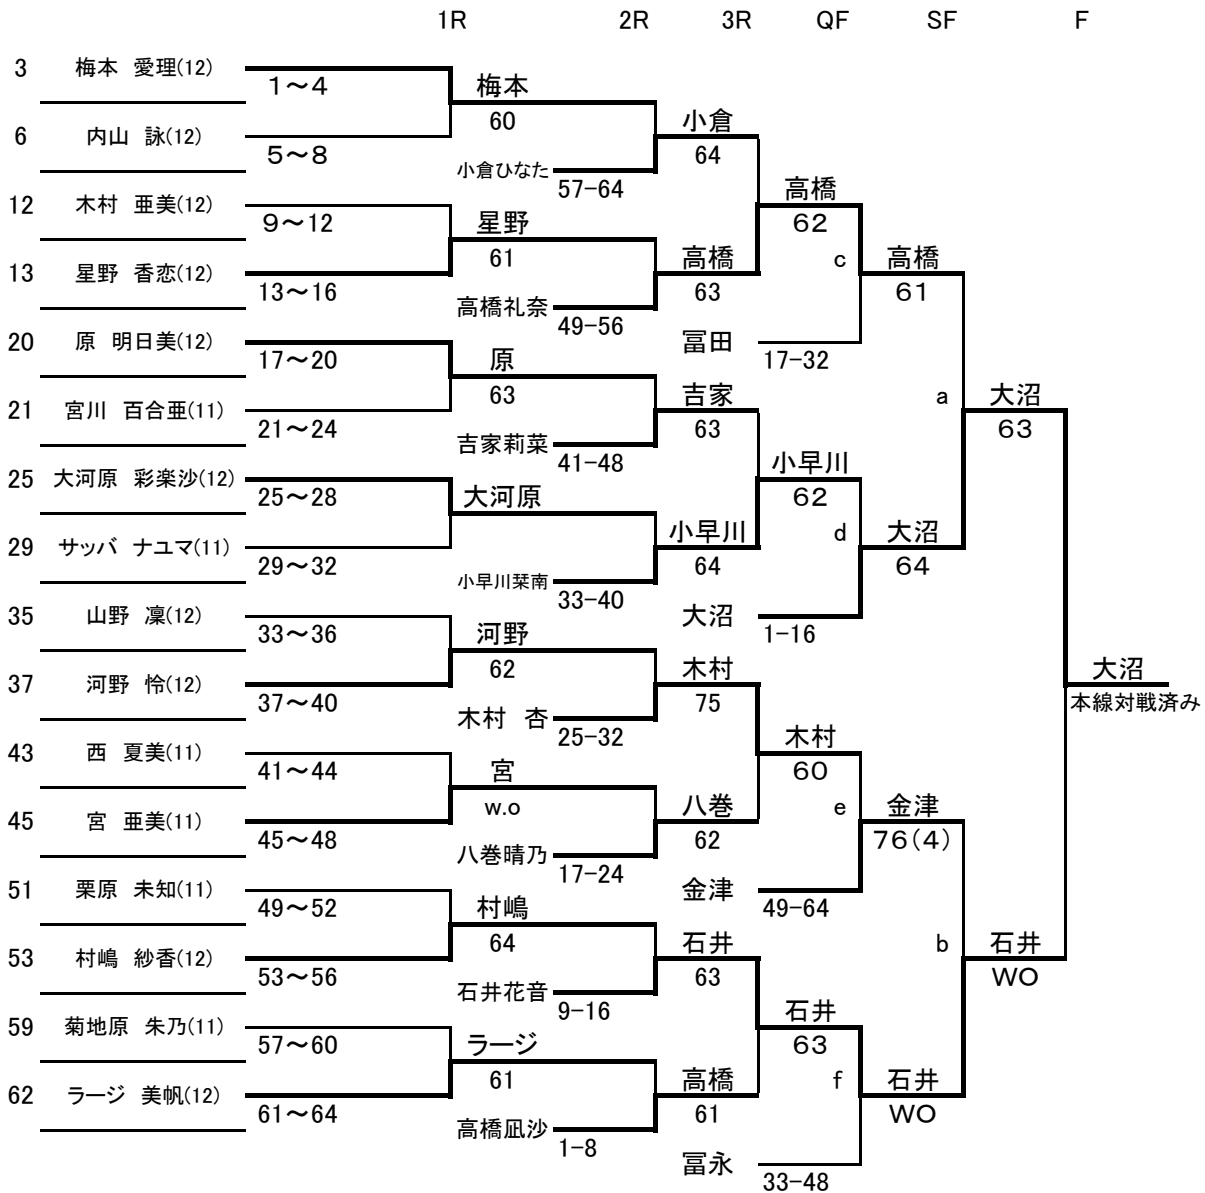 1R 2R 3R QF SF F
3 梅本 愛理(12)
1～4
梅本
60
小倉
64
6 内山 詠(12)
5～8
小倉ひなた
57-64
高橋
62
12 木村 亜美(12)
9～12
星野
61
高橋
63
c
高橋
61
13 星野 香恋(12)
13～16
高橋礼奈
49-56
冨田
17-32
20 原 明日美(12)
17～20
原
63
吉家
63
a
大沼
63
21 宮川 百合亜(11)
21～24
吉家莉菜
41-48
小早川
62
25 大河原 彩楽沙(12)
25～28
大河原
小早川
64
d
大沼
64
29 サッバ ナユマ(11)
29～32
小早川栞南
33-40
大沼
1-16
35 山野 凜(12)
33～36
河野
62
木村
75
大沼
本線対戦済み
37 河野 怜(12)
37～40
木村 杏
25-32
木村
60
43 西 夏美(11)
41～44
宮
w.o
八巻
62
e
金津
76(4)
45 宮 亜美(11)
45～48
八巻晴乃
17-24
金津
49-64
51 栗原 未知(11)
49～52
村嶋
64
石井
63
b
石井
WO
53 村嶋 紗香(12)
53～56
石井花音
9-16
石井
63
59 菊地原 朱乃(11)
57～60
ラージ
61
高橋
61
f
石井
WO
62 ラージ 美帆(12)
61～64
高橋凪沙
1-8
冨永
33-48